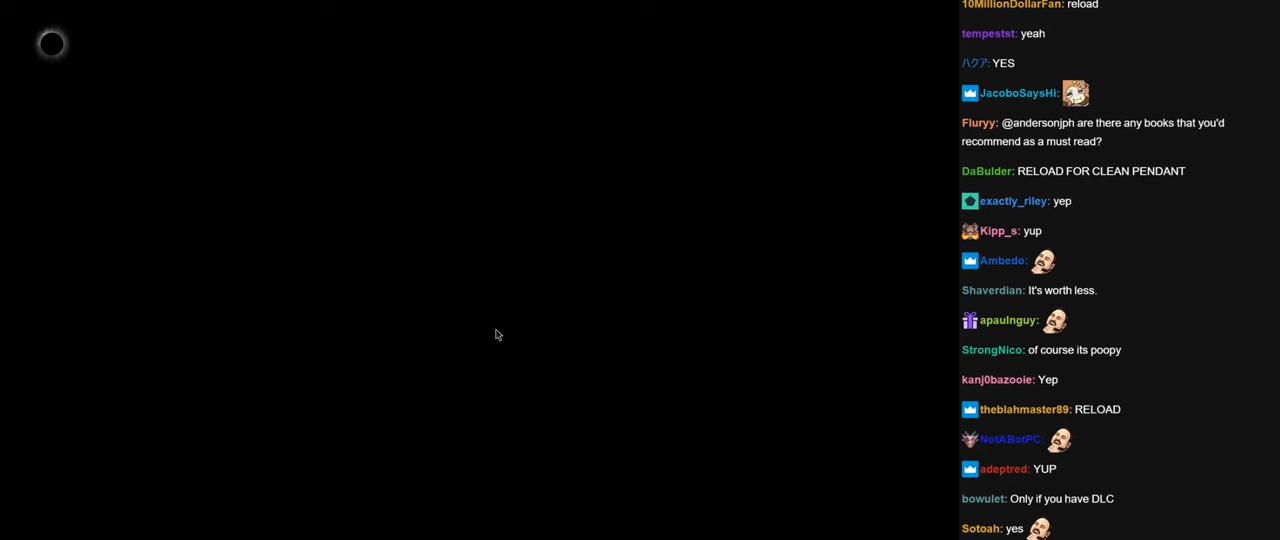 10MillionDollarFan: reload
tempestst: yeah
ハクア: YES
JacoboSaysHi:
Fluryy: @andersonjph are there any books that you'd
recommend as a must read?
DaBulder: RELOAD FOR CLEAN PENDANT
exactly_riley: yep
Kipp_s: yup
Ambedo:
Shaverdian: It's worth less.
apaulnguy:
StrongNico: of course its poopy
kanj0bazooie: Yep
theblahmaster89: RELOAD
NotABotPC:
adeptred: YUP
bowulet: Only if you have DLC
Sotoah: yes